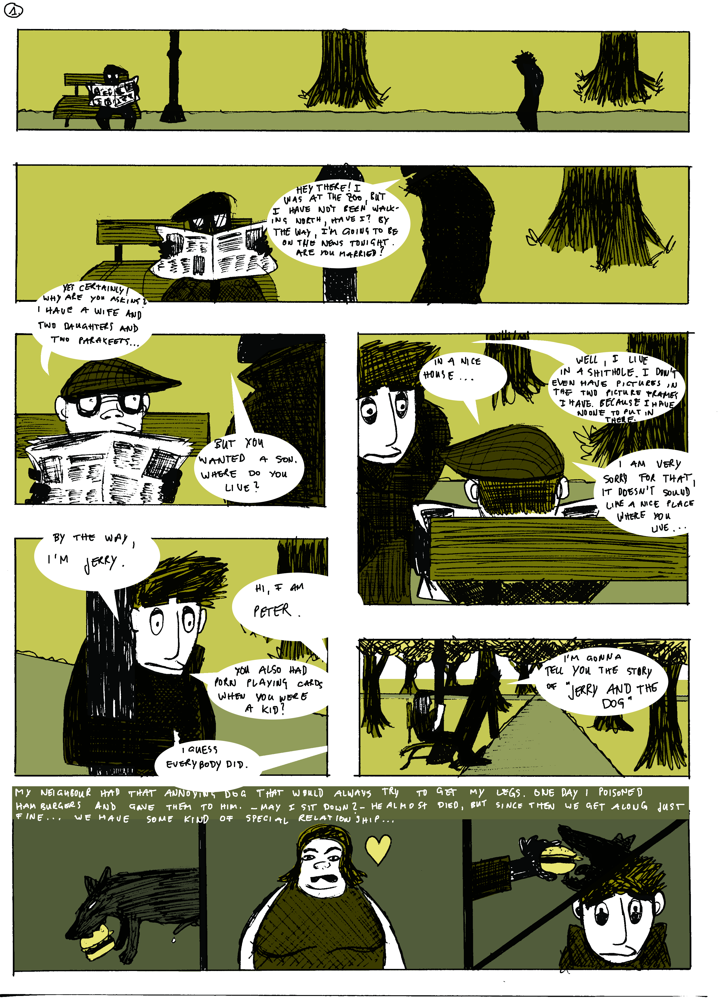 1.
HEY THERE! I
WAS AT THE ZOO, BUT
I HAVE NOT BEEN WALK-
ING NORTH, HAVE I? BY
THE WAY, I'M GOING TO BE
ON THE NEWS TONIGHT.
ARE YOU MARRIED?
YES CERTAINLY!
WHY ARE YOU ASKING?
I HAVE A WIFE AND
TWO DAUGHTERS AND
TWO PARAKEETS...
BUT YOU
WANTED A SON.
WHERE DO YOU
LIVE?
IN A NICE
HOUSE ...
WELL, I LIVE
IN A SHITHOLE. I DON'T
EVEN HAVE PICTURES IN
THE TWO PICTURE FRAMES
I HAVE. BECAUSE I HAVE
NOONE TO PUT IN
THERE.
I AM VERY
SORRY FOR THAT,
IT DOESN'T SOUND
LIKE A NICE PLACE
WHERE YOU
LIVE...
BY THE WAY,
I'M JERRY.
HI, I AM
PETER.
YOU ALSO HAD
PORN PLAYING CARDS
WHEN YOU WERE
A KID?
I GUESS
EVERYBODY DID.
I'M GONNA
TELL YOU THE STORY
OF "JERRY AND THE
DOG"
MY NEIGHBOUR HAD THAT ANNOYING DOG THAT WOULD ALWAYS TRY TO GET MY LEGS. ONE DAY I POISONED
HAMBURGERS AND GAVE THEM TO HIM. - MAY I SIT DOWN? - HE ALMOST DIED, BUT SINCE THEN WE GET ALONG JUST
FINE... WE HAVE SOME KIND OF SPECIAL RELATIONSHIP...